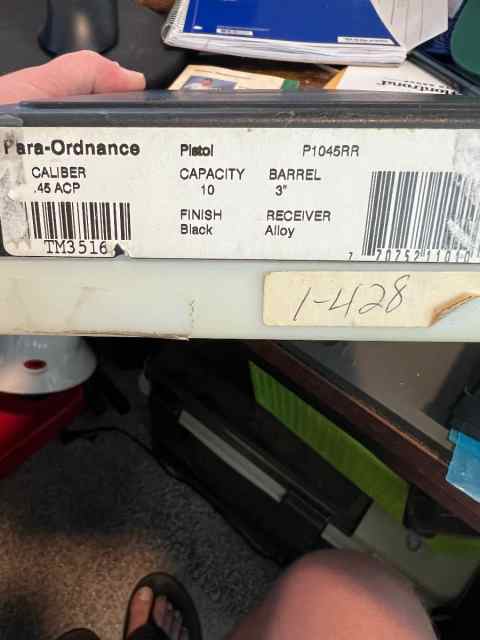 Para-Ordnance Pistol P1045RR
CALIBER CAPACITY BARREL
.45 ACP 10 3"
FINISH RECEIVER
Black Alloy
TM3516
7 20752 11010
1-428